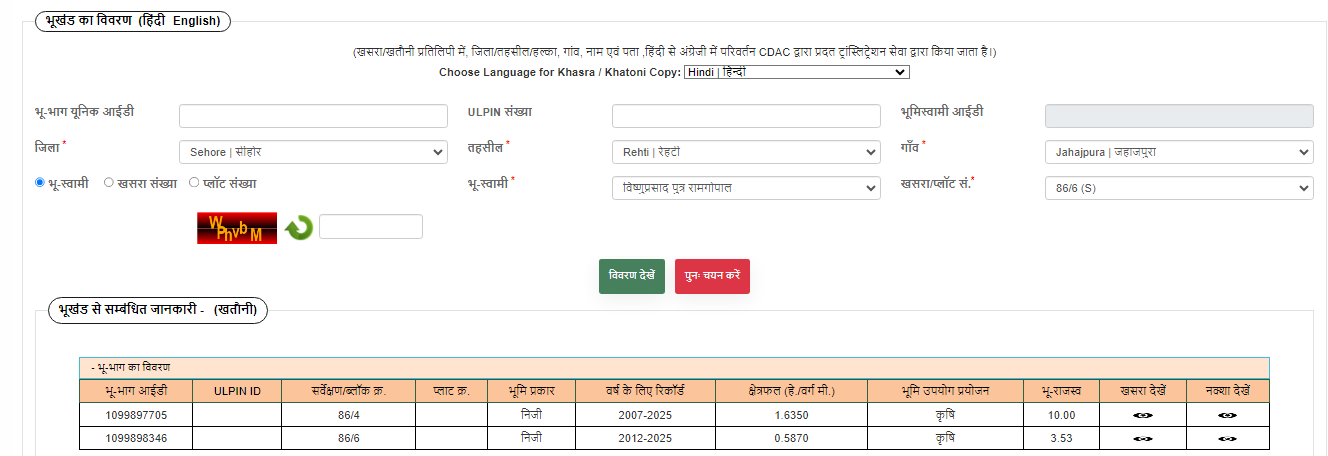 भूखंड का विवरण (हिंदी English)
(खसरा/खतौनी प्रतिलिपी में, जिला/तहसील/हल्का, गांव, नाम एवं पता ,हिंदी से अंग्रेजी में परिवर्तन CDAC द्वारा प्रदत ट्रांस्लिट्रेशन सेवा द्वारा किया जाता है।)
Choose Language for Khasra / Khatoni Copy: Hindi | हिन्दी
भू-भाग यूनिक आईडी ULPIN संख्या भूमिस्वामी आईडी
जिला * Sehore | सीहोर तहसील * Rehti | रेहटी गाँव * Jahajpura | जहाजपुरा
भू-स्वामी खसरा संख्या प्लॉट संख्या भू-स्वामी * विष्णुप्रसाद पुत्र रामगोपाल खसरा/प्लॉट सं.* 86/6 (S)
WPhvbM
विवरण देखें पुनः चयन करें
भूखंड से सम्बंधित जानकारी - (खतौनी)
- भू-भाग का विवरण
भू-भाग आईडी ULPIN ID सर्वेक्षण/ब्लॉक क्र. प्लाट क्र. भूमि प्रकार वर्ष के लिए रिकॉर्ड क्षेत्रफल (हे./वर्ग मी.) भूमि उपयोग प्रयोजन भू-राजस्व खसरा देखें नक्शा देखें
1099897705 86/4 निजी 2007-2025 1.6350 कृषि 10.00
1099898346 86/6 निजी 2012-2025 0.5870 कृषि 3.53